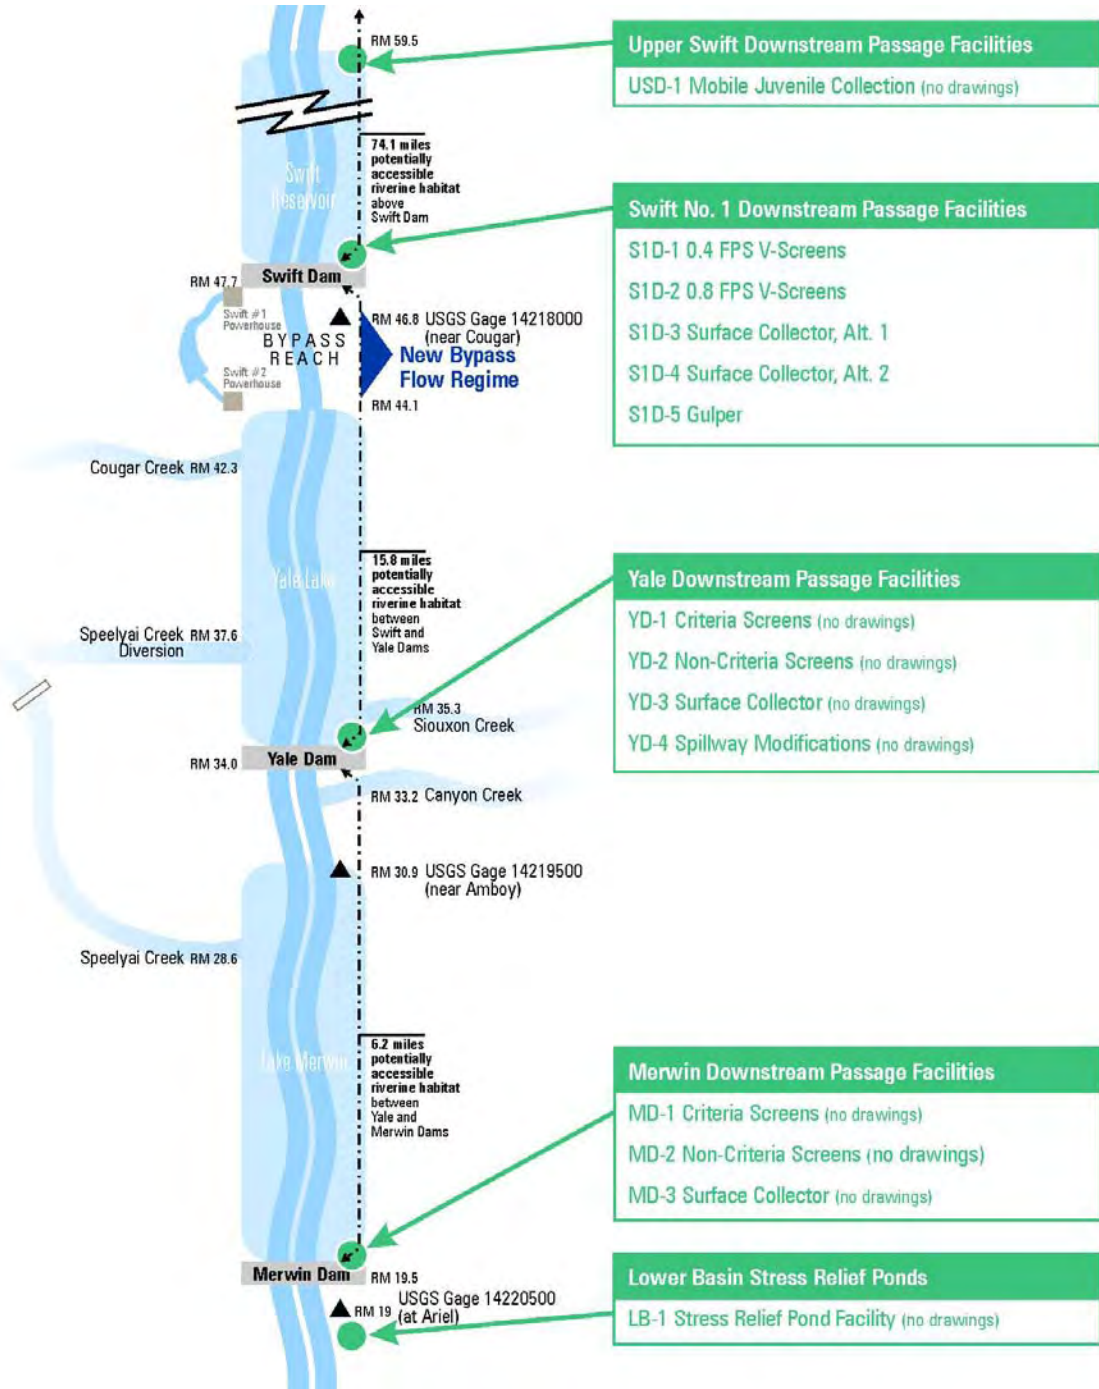 RM 59.5
Upper Swift Downstream Passage Facilities
USD-1 Mobile Juvenile Collection (no drawings)
74.1 miles
potentially
accessible
riverine habitat
above
Swift Dam
Swift
Reservoir
Swift No. 1 Downstream Passage Facilities
S1D-1 0.4 FPS V-Screens
S1D-2 0.8 FPS V-Screens
S1D-3 Surface Collector, Alt. 1
S1D-4 Surface Collector, Alt. 2
S1D-5 Gulper
RM 47.7
Swift Dam
Swift #1
Powerhouse
BYPASS
REACH
RM 46.8 USGS Gage 14218000
(near Cougar)
New Bypass
Flow Regime
Swift #2
Powerhouse
RM 44.1
Cougar Creek RM 42.3
Yale Lake
15.8 miles
potentially
accessible
riverine habitat
between
Swift and
Yale Dams
Yale Downstream Passage Facilities
YD-1 Criteria Screens (no drawings)
YD-2 Non-Criteria Screens (no drawings)
YD-3 Surface Collector (no drawings)
YD-4 Spillway Modifications (no drawings)
Speelyai Creek RM 37.6
Diversion
RM 35.3
Siouxon Creek
RM 34.0
Yale Dam
RM 33.2 Canyon Creek
RM 30.9 USGS Gage 14219500
(near Amboy)
Speelyai Creek RM 28.6
Lake Merwin
6.2 miles
potentially
accessible
riverine habitat
between
Yale and
Merwin Dams
Merwin Downstream Passage Facilities
MD-1 Criteria Screens (no drawings)
MD-2 Non-Criteria Screens (no drawings)
MD-3 Surface Collector (no drawings)
Merwin Dam
RM 19.5
RM 19 USGS Gage 14220500
(at Ariel)
Lower Basin Stress Relief Ponds
LB-1 Stress Relief Pond Facility (no drawings)